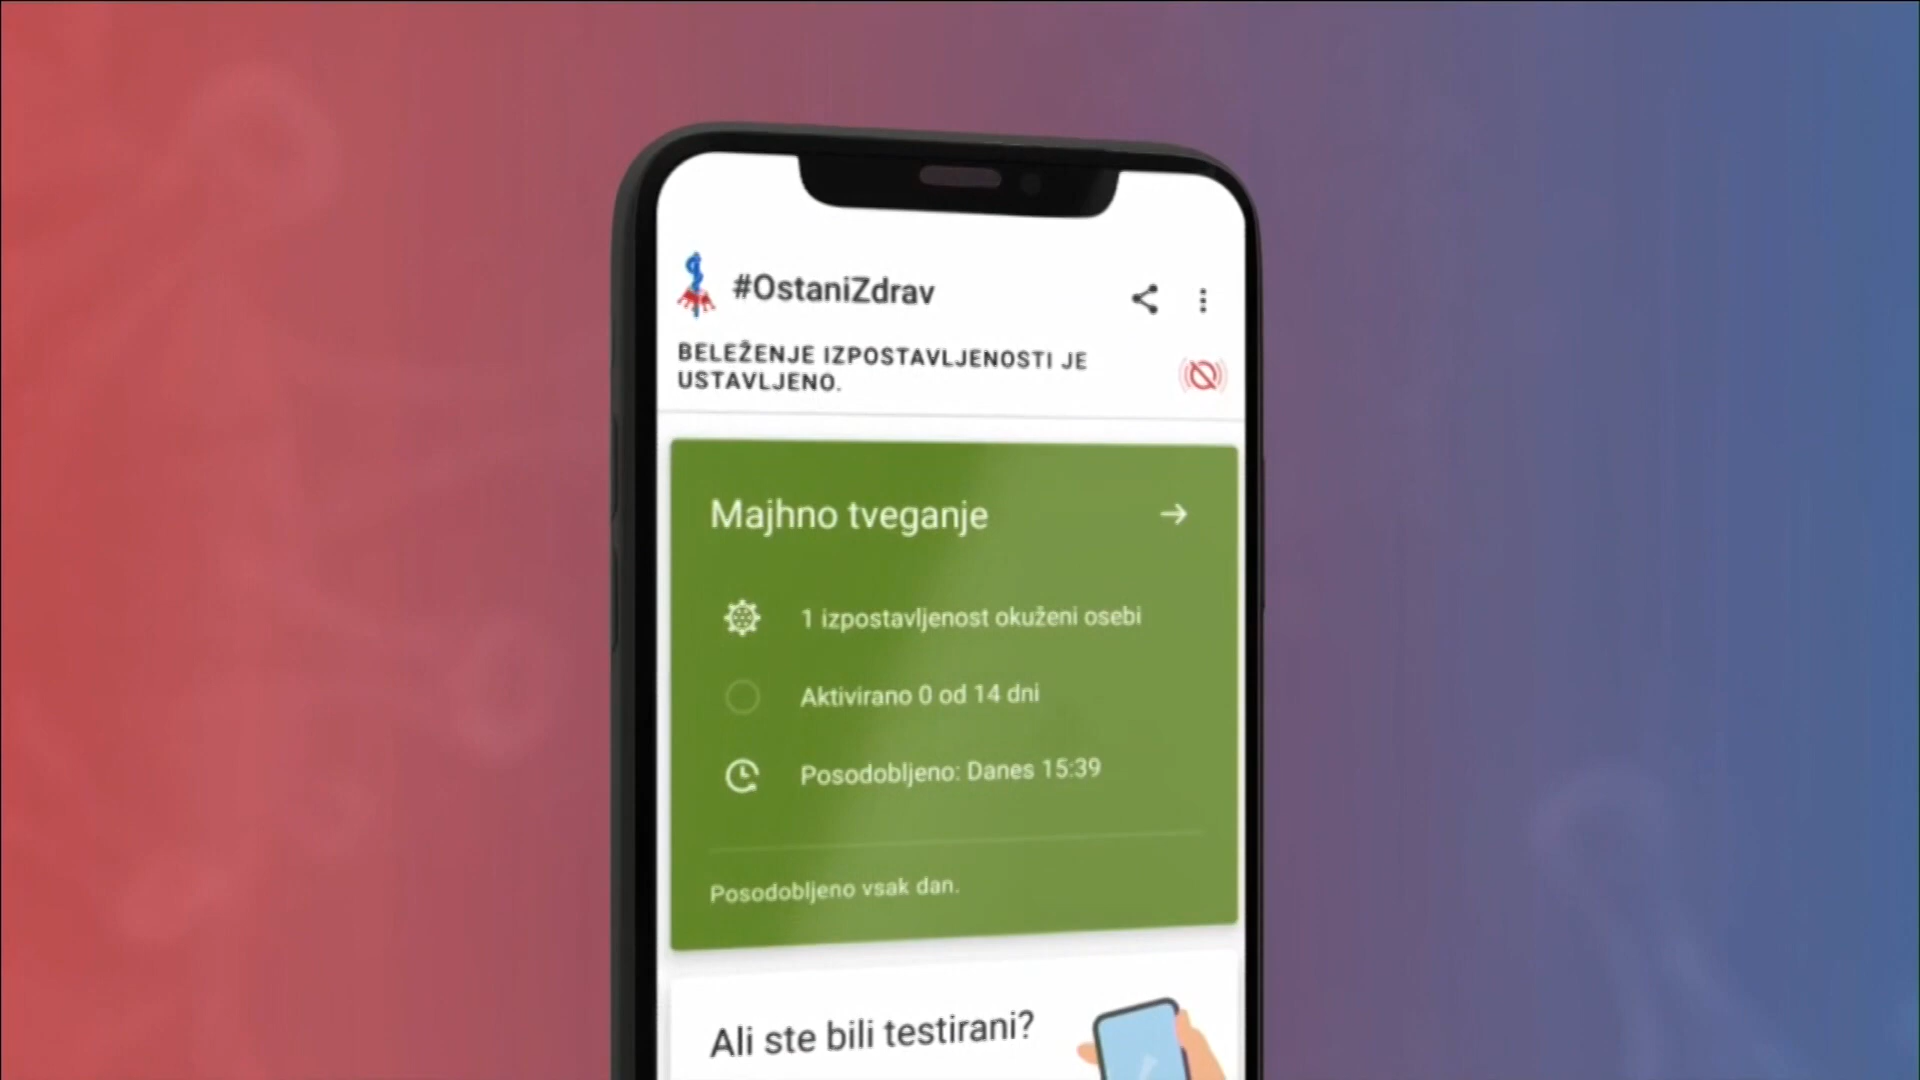 #OstaniZdrav
BELEŽENJE IZPOSTAVLJENOSTI JE
USTAVLJENO.
Majhno tveganje
1 izpostavljenost okuženi osebi
Aktivirano 0 od 14 dni
Posodobljeno: Danes 15:39
Posodobljeno vsak dan.
Ali ste bili testirani?